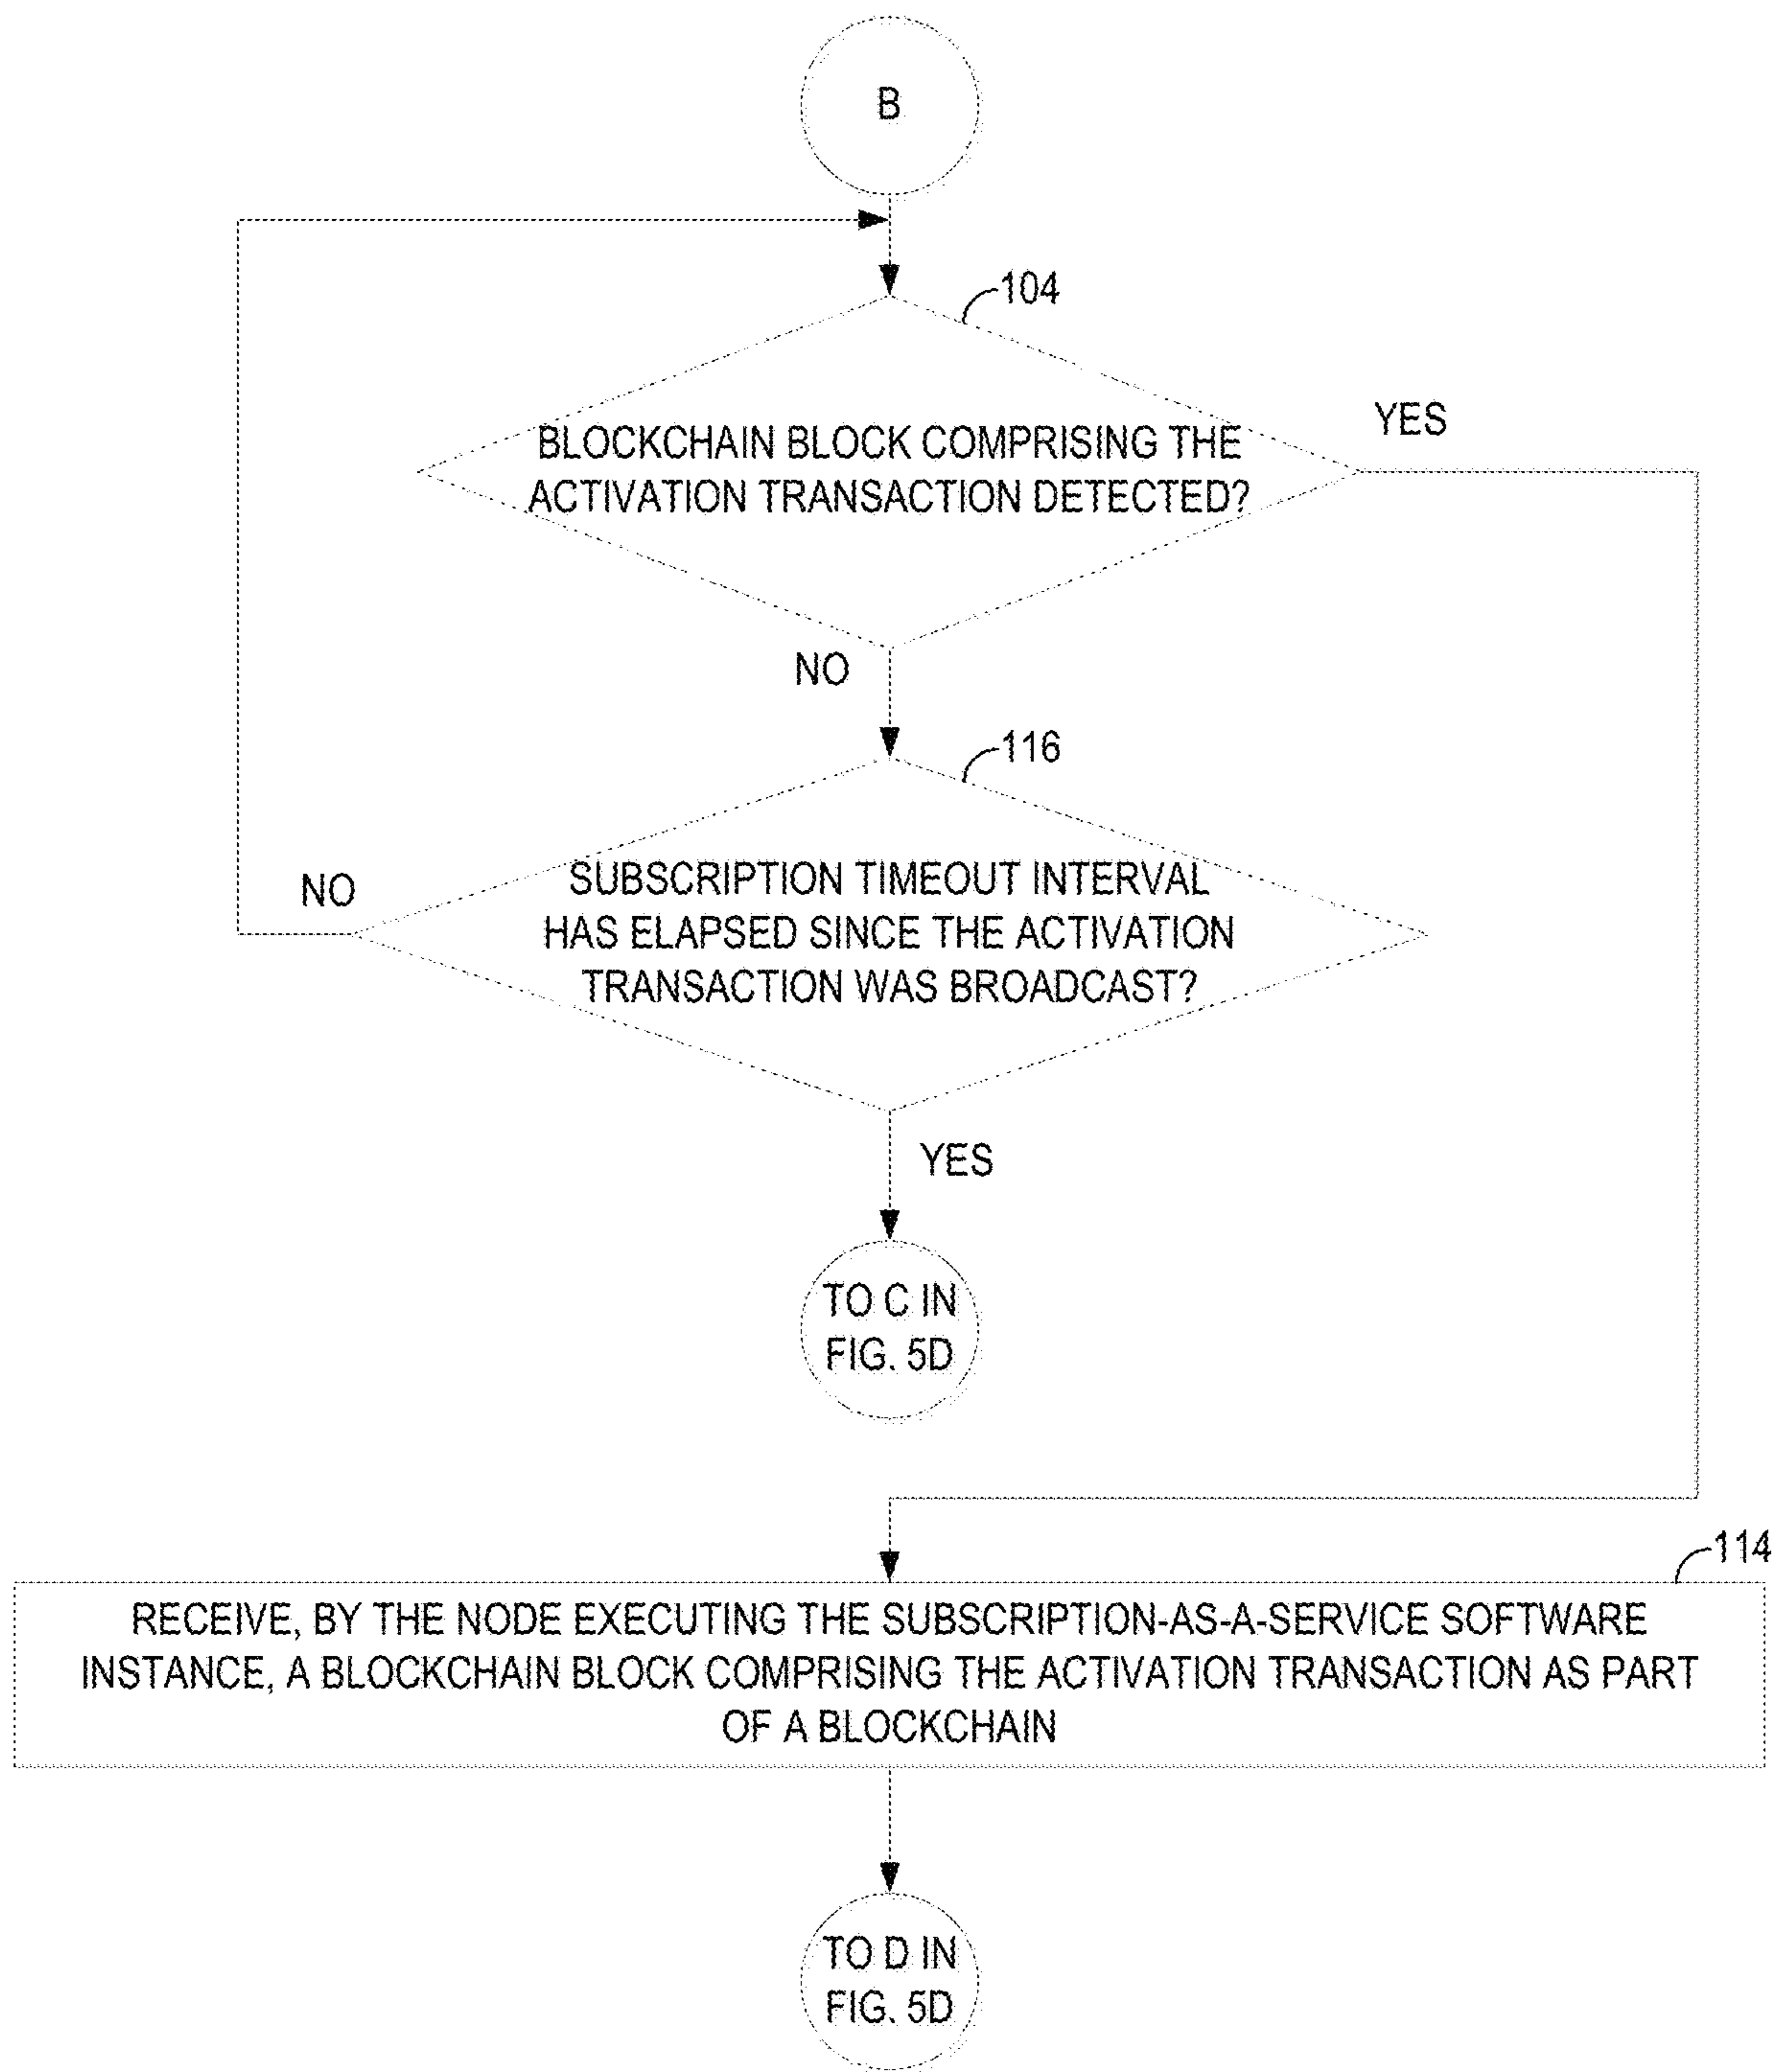 B
104
BLOCKCHAIN BLOCK COMPRISING THE
ACTIVATION TRANSACTION DETECTED?
YES
NO
116
SUBSCRIPTION TIMEOUT INTERVAL
HAS ELAPSED SINCE THE ACTIVATION
TRANSACTION WAS BROADCAST?
NO
YES
TO C IN
FIG. 5D
114
RECEIVE, BY THE NODE EXECUTING THE SUBSCRIPTION-AS-A-SERVICE SOFTWARE
INSTANCE, A BLOCKCHAIN BLOCK COMPRISING THE ACTIVATION TRANSACTION AS PART
OF A BLOCKCHAIN
TO D IN
FIG. 5D